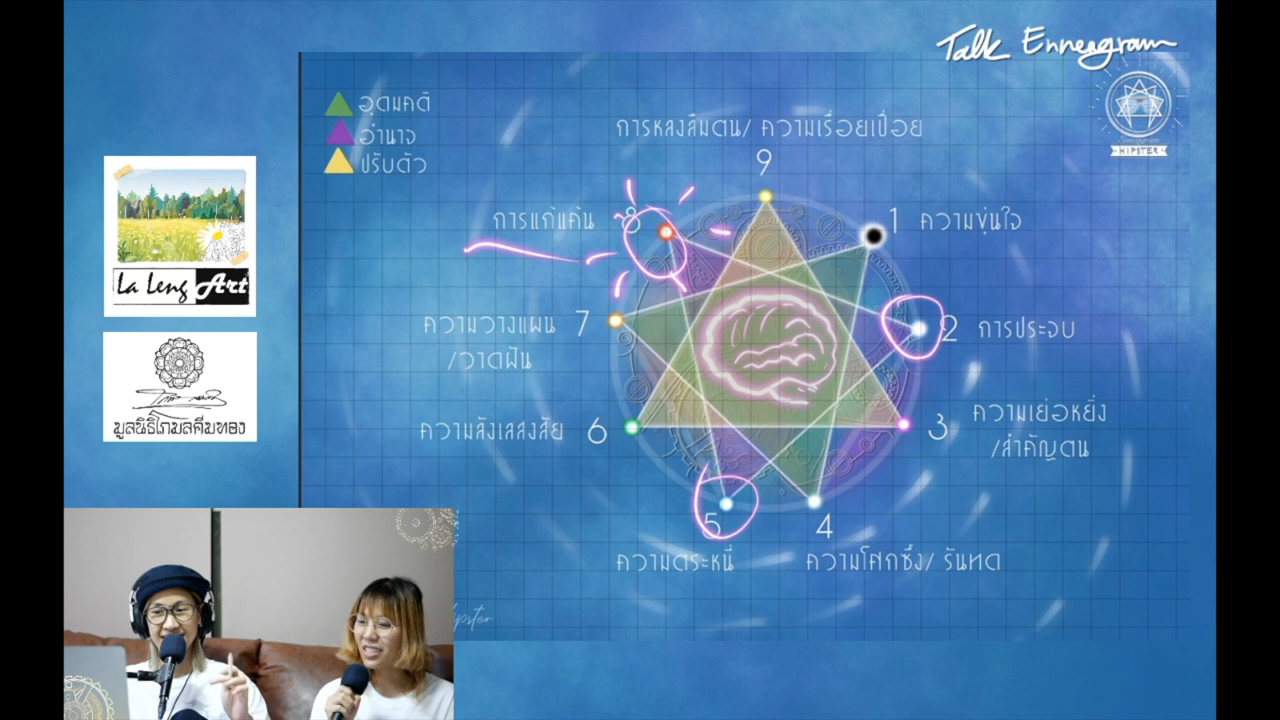 Talk Enneagram
HIPSTER
อุดมคติ
อำนาจ
ปรับตัว
การหลงลืมตน/ ความเรื่อยเปื่อย
9
การแก้แค้น 8
1 ความขุ่นใจ
ความวางแผน 7
/วาดฝัน
2 การประจบ
ความลังเลสงสัย 6
3 ความเย่อหยิ่ง
/สำคัญตน
5
ความตระหนี่
4
ความโศกซึ้ง/ รันทด
La Leng Art
มูลนิธิโกมลคีมทอง